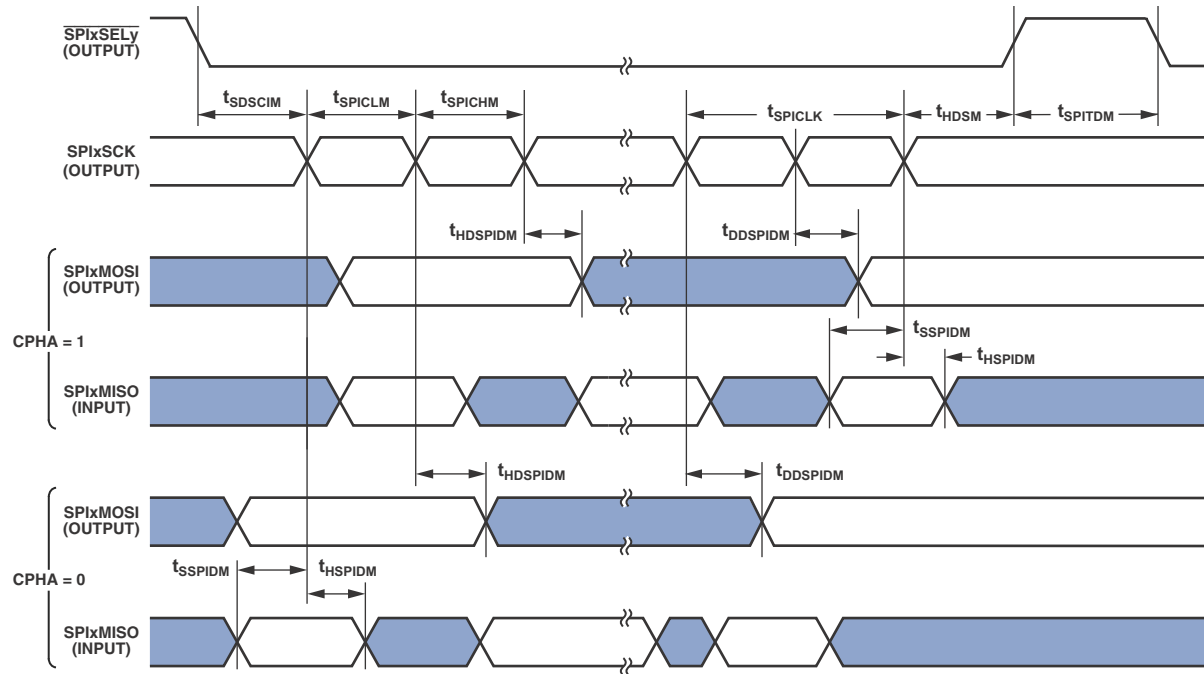 SPIxSELy
(OUTPUT)
tSDSCIM tSPICLM tSPICHM tSPICLK tHDSM tSPITDM
SPIxSCK
(OUTPUT)
tHDSPIDM tDDSPIDM
SPIxMOSI
(OUTPUT)
tSSPIDM
CPHA = 1
tHSPIDM
SPIxMISO
(INPUT)
tHDSPIDM tDDSPIDM
SPIxMOSI
(OUTPUT)
CPHA = 0
tSSPIDM tHSPIDM
SPIxMISO
(INPUT)